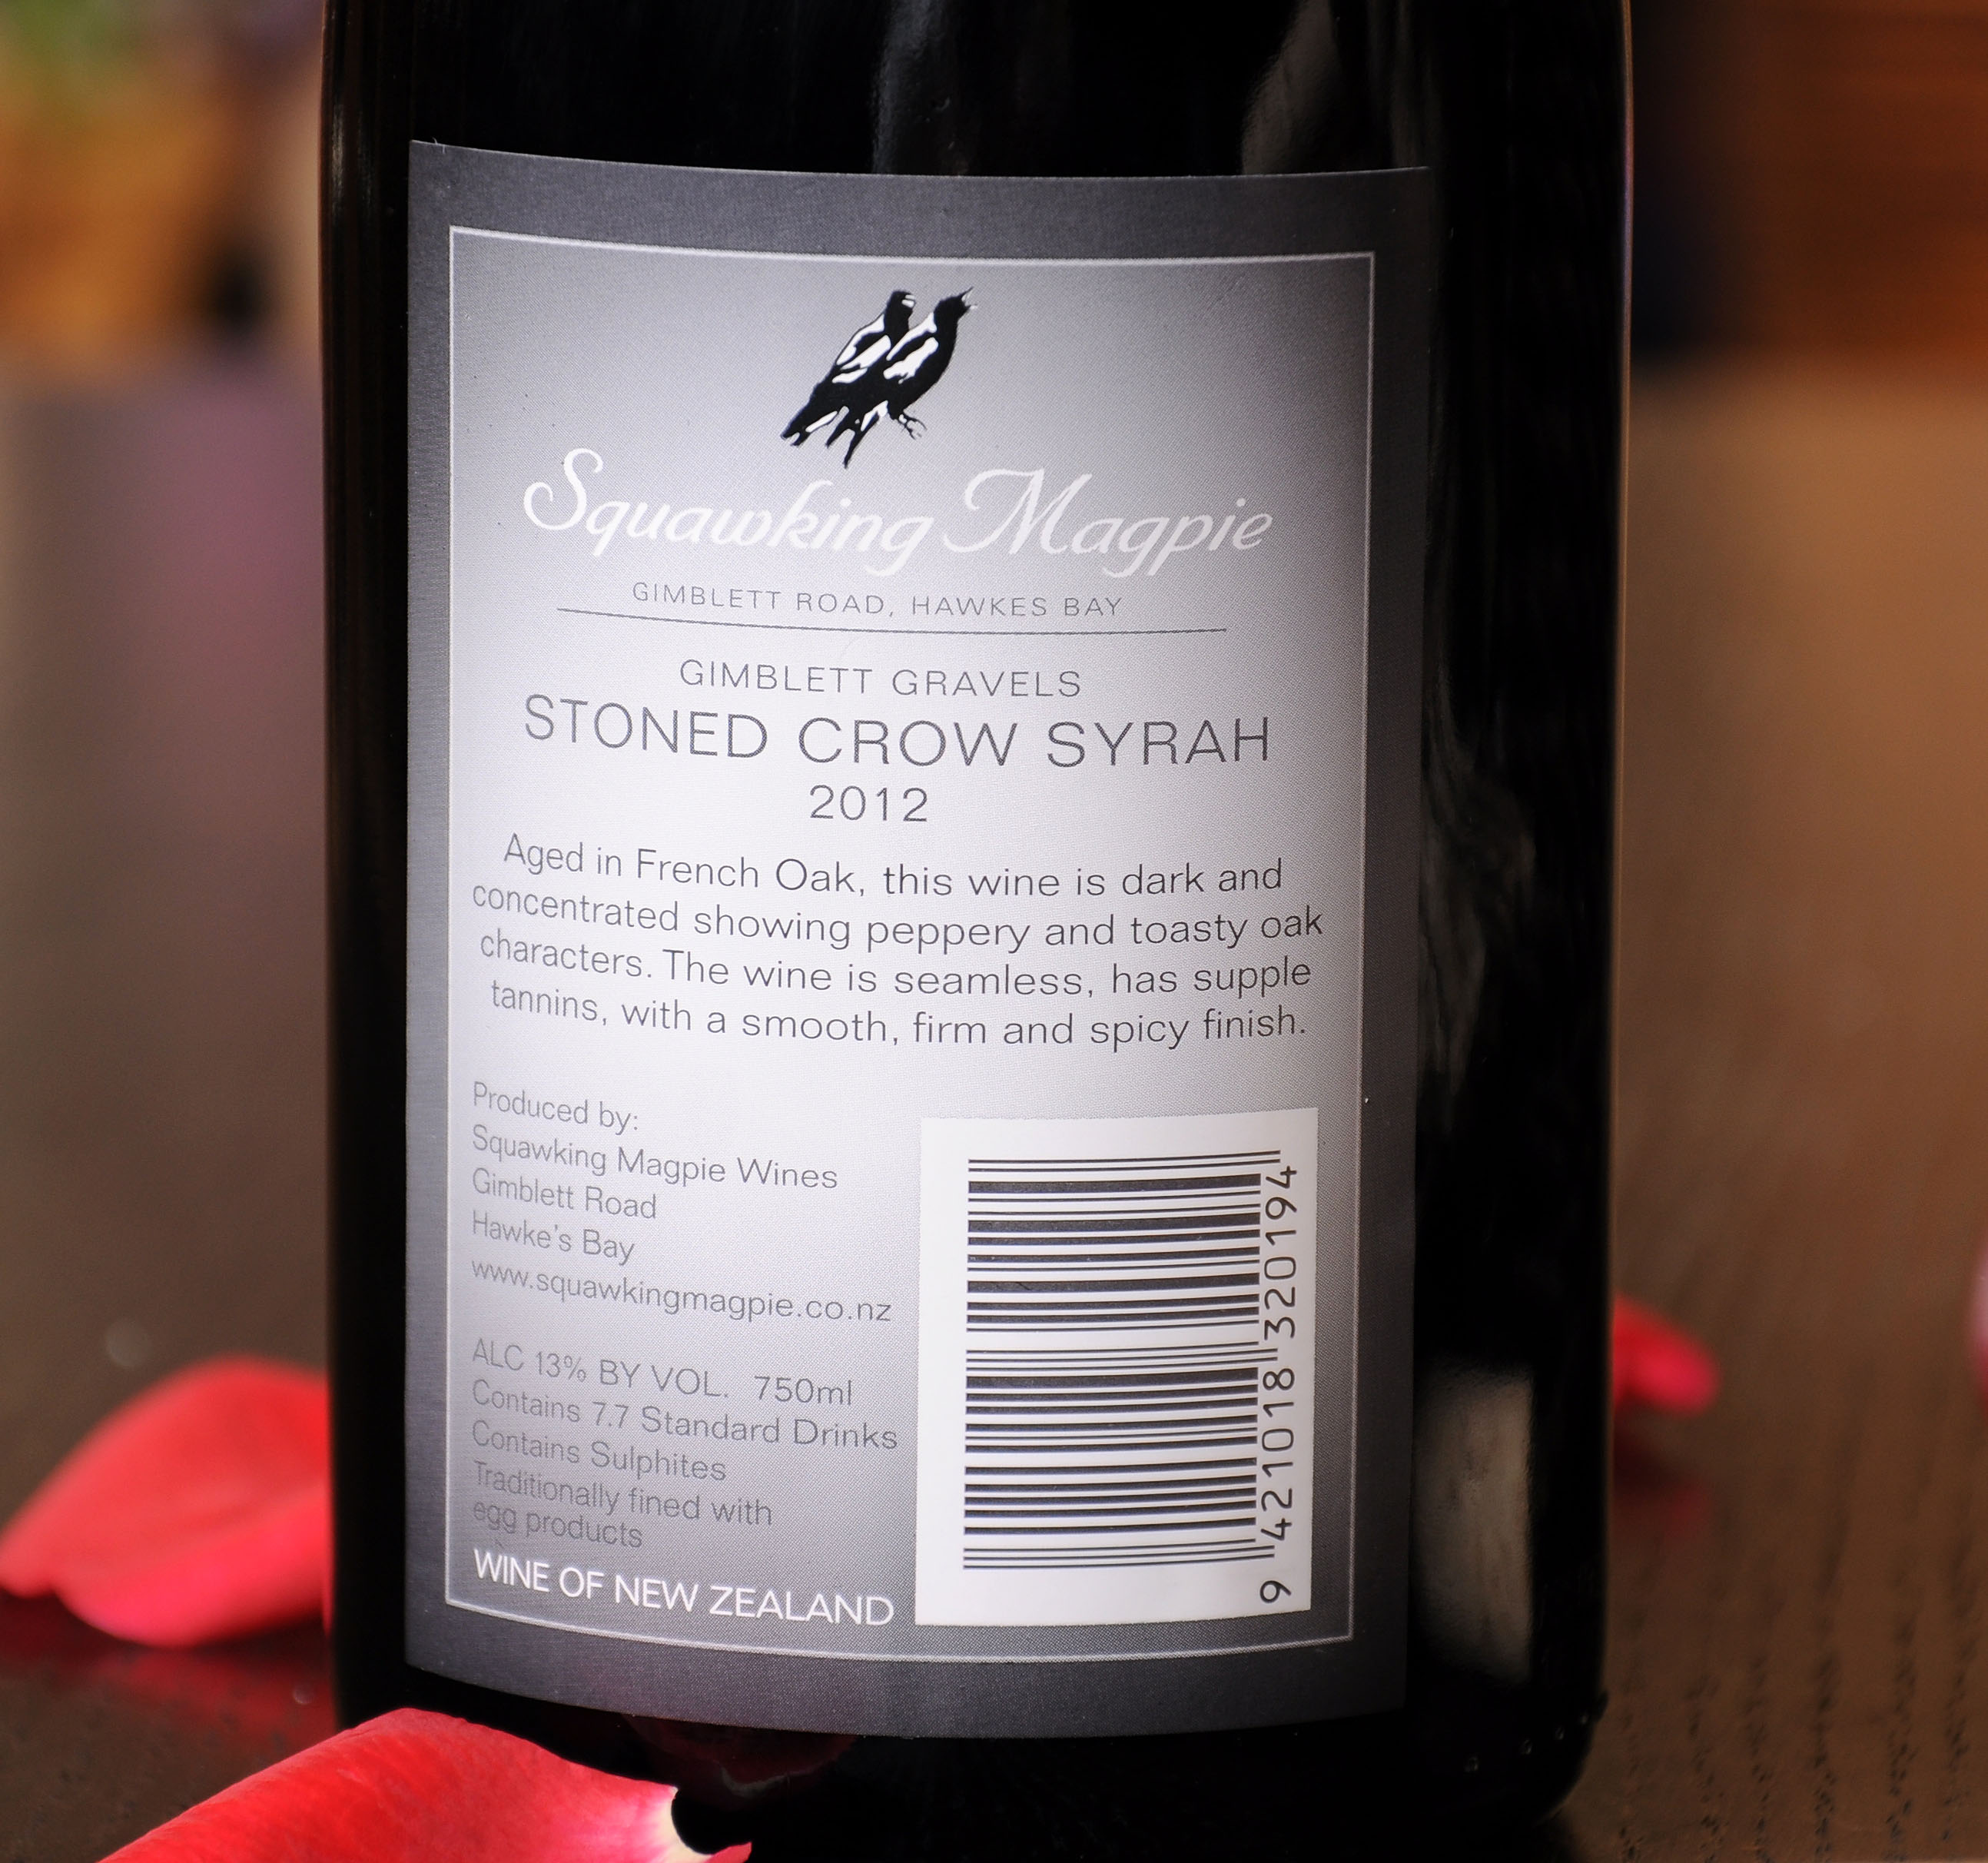 Squawking Magpie
GIMBLETT ROAD, HAWKES BAY
GIMBLETT GRAVELS
STONED CROW SYRAH
2012
Aged in French Oak, this wine is dark and
concentrated showing peppery and toasty oak
characters. The wine is seamless, has supple
tannins, with a smooth, firm and spicy finish.
Produced by:
Squawking Magpie Wines
Gimblett Road
Hawke's Bay
www.squawkingmagpie.co.nz
ALC 13% BY VOL. 750ml
Contains 7.7 Standard Drinks
Contains Sulphites
Traditionally fined with
egg products
WINE OF NEW ZEALAND
9 421018 320194